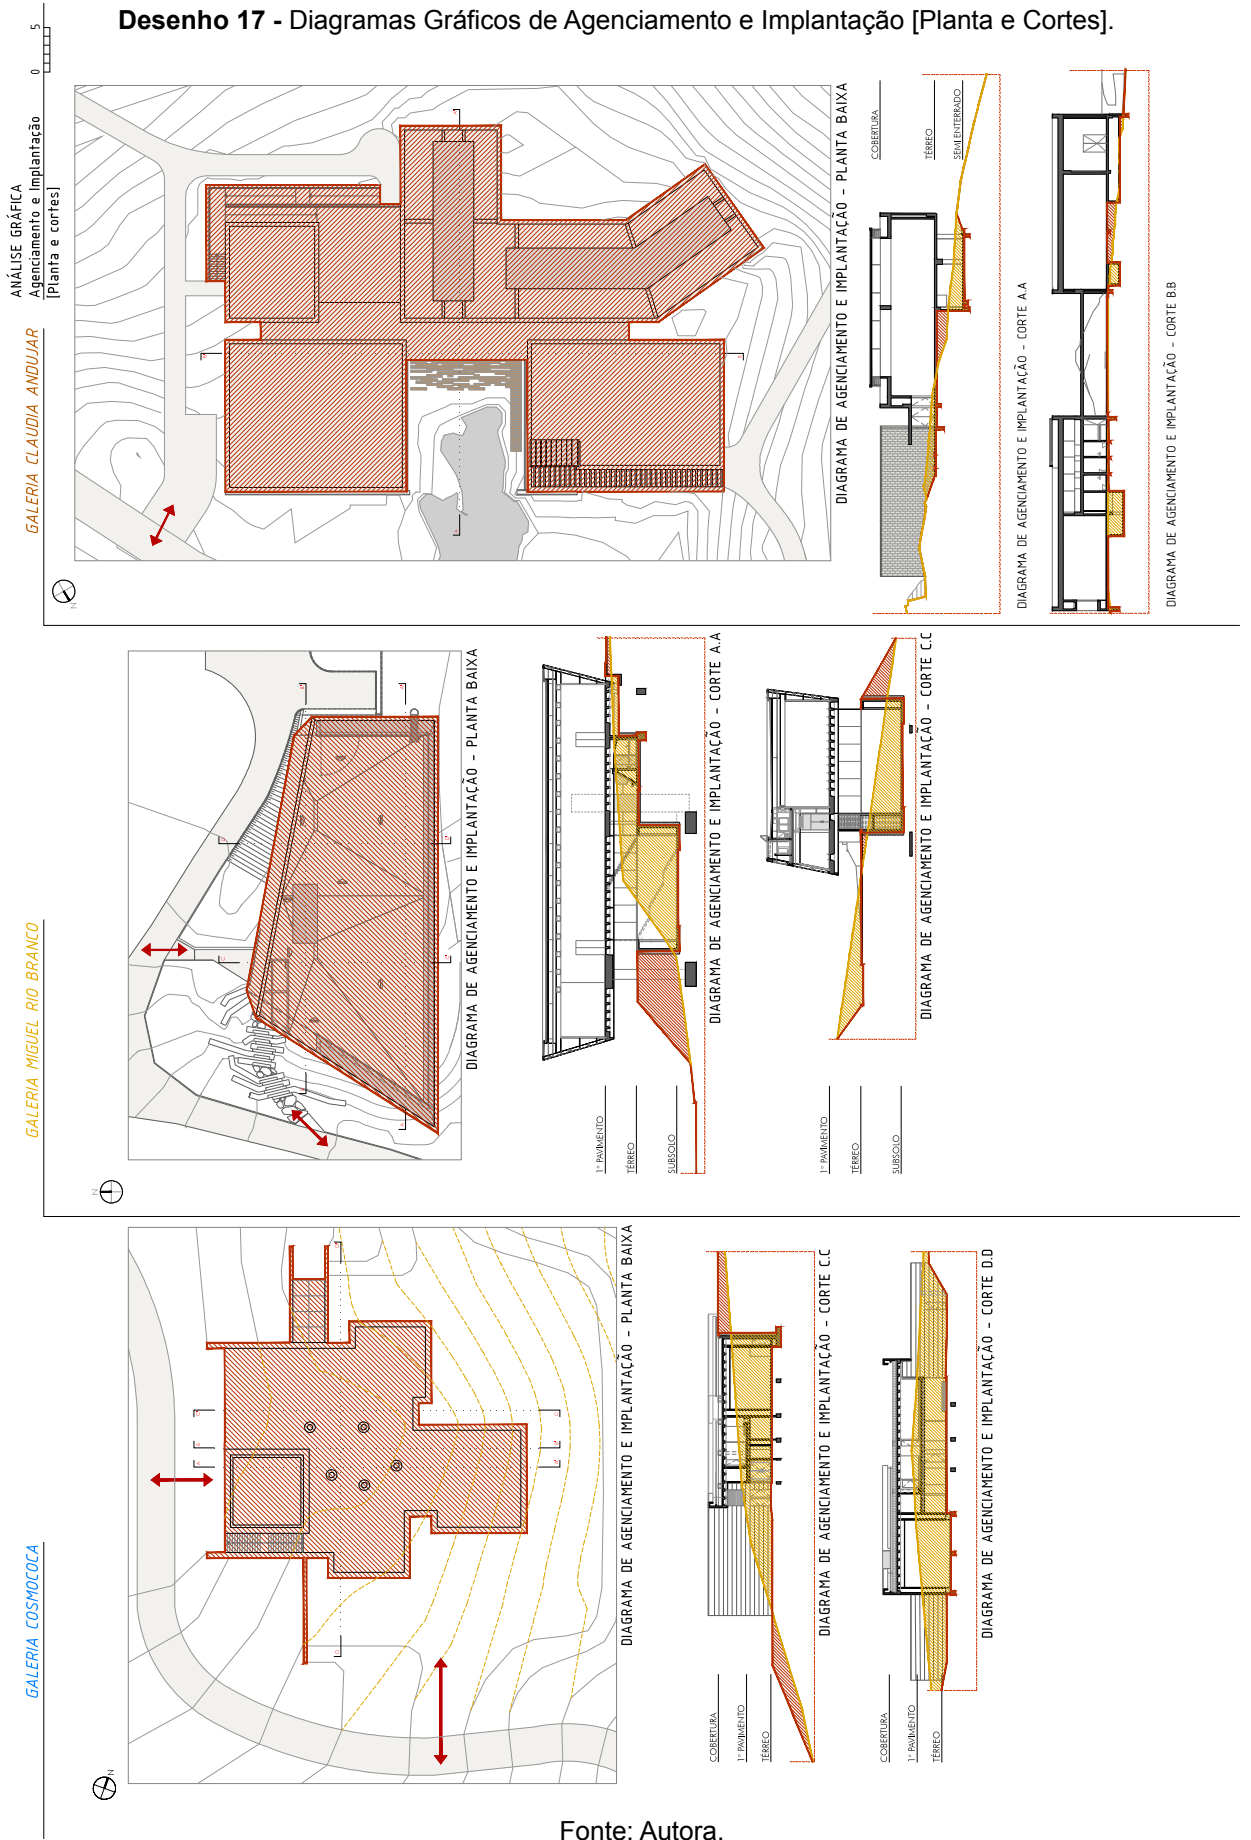 Desenho 17 - Diagramas Gráficos de Agenciamento e Implantação [Planta e Cortes].
ANÁLISE GRÁFICA
Agenciamento e Implantação
[Planta e cortes]
0 5
GALERIA CLAUDIA ANDUJAR
N
DIAGRAMA DE AGENCIAMENTO E IMPLANTAÇÃO - PLANTA BAIXA
COBERTURA
TÉRREO
SEMI ENTERRADO
DIAGRAMA DE AGENCIAMENTO E IMPLANTAÇÃO - CORTE A.A
DIAGRAMA DE AGENCIAMENTO E IMPLANTAÇÃO - CORTE B.B
GALERIA MIGUEL RIO BRANCO
N
DIAGRAMA DE AGENCIAMENTO E IMPLANTAÇÃO - PLANTA BAIXA
1º PAVIMENTO
TÉRREO
SUBSOLO
DIAGRAMA DE AGENCIAMENTO E IMPLANTAÇÃO - CORTE A.A
1º PAVIMENTO
TÉRREO
SUBSOLO
DIAGRAMA DE AGENCIAMENTO E IMPLANTAÇÃO - CORTE C.C
GALERIA COSMOCOCA
N
DIAGRAMA DE AGENCIAMENTO E IMPLANTAÇÃO - PLANTA BAIXA
COBERTURA
1º PAVIMENTO
TÉRREO
DIAGRAMA DE AGENCIAMENTO E IMPLANTAÇÃO - CORTE C.C
COBERTURA
1º PAVIMENTO
TÉRREO
DIAGRAMA DE AGENCIAMENTO E IMPLANTAÇÃO - CORTE D.D
Fonte: Autora.